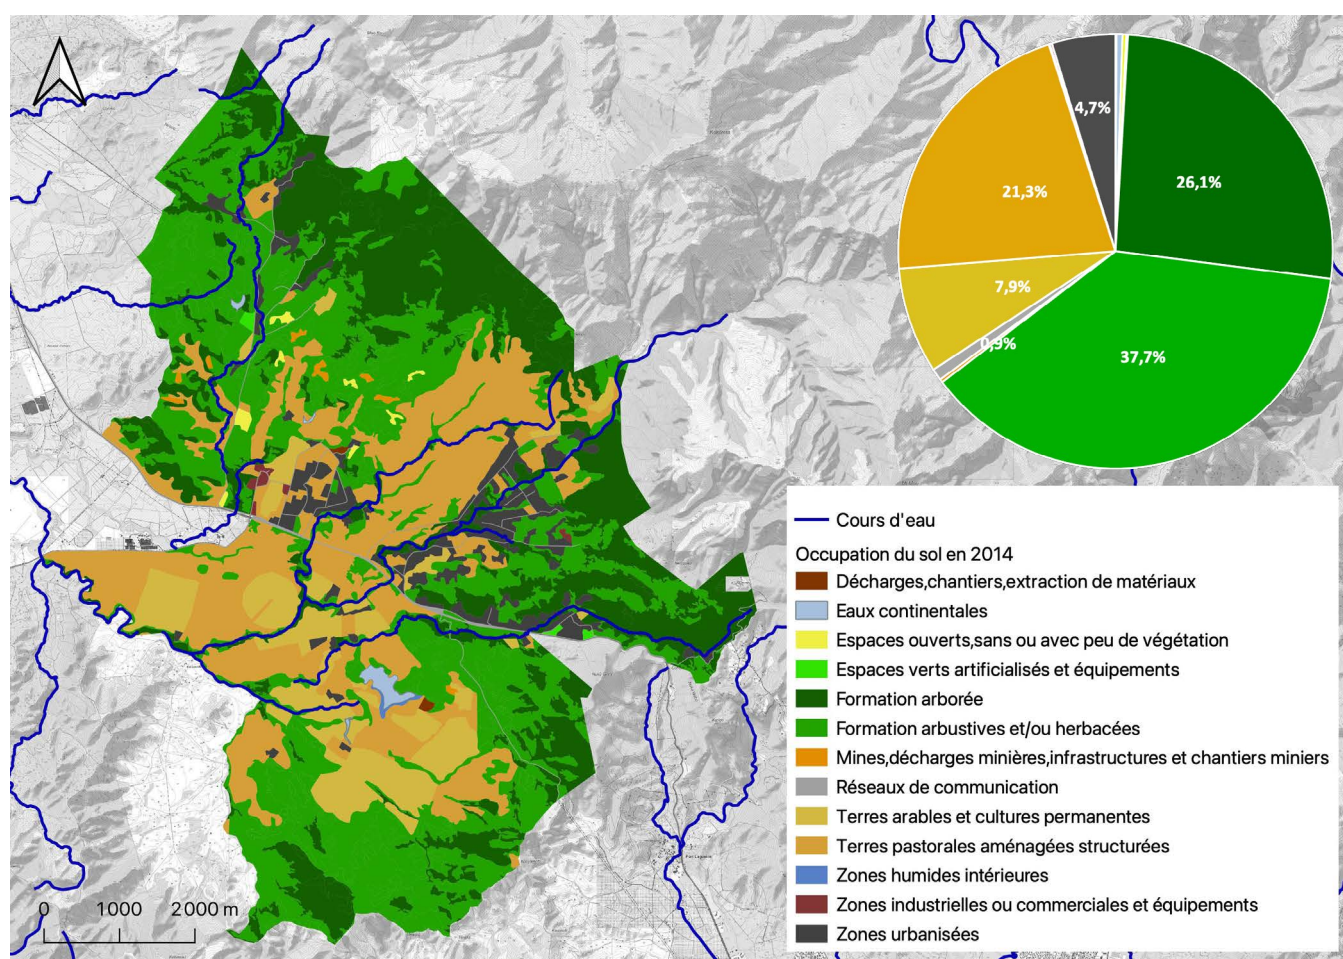 4,7%
26,1%
21,3%
7,9%
0,9%
37,7%
Cours d'eau
Occupation du sol en 2014
Décharges,chantiers,extraction de matériaux
Eaux continentales
Espaces ouverts,sans ou avec peu de végétation
Espaces verts artificialisés et équipements
Formation arborée
Formation arbustives et/ou herbacées
Mines,décharges minières,infrastructures et chantiers miniers
Réseaux de communication
Terres arables et cultures permanentes
Terres pastorales aménagées structurées
Zones humides intérieures
Zones industrielles ou commerciales et équipements
Zones urbanisées
0 1 000 2 000 m